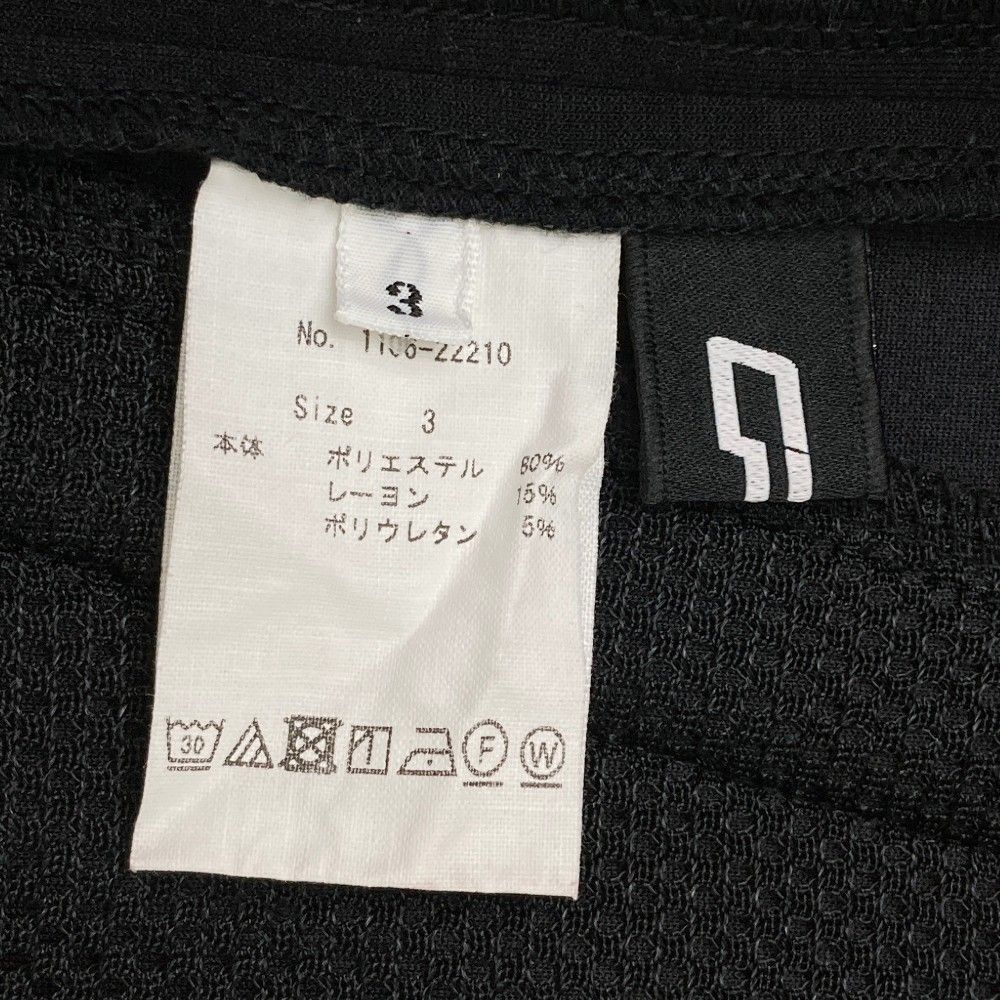 3
No. 1106-22210
Size 3
本体 ポリエステル 80%
レーヨン 15%
ポリウレタン 5%
30
F W